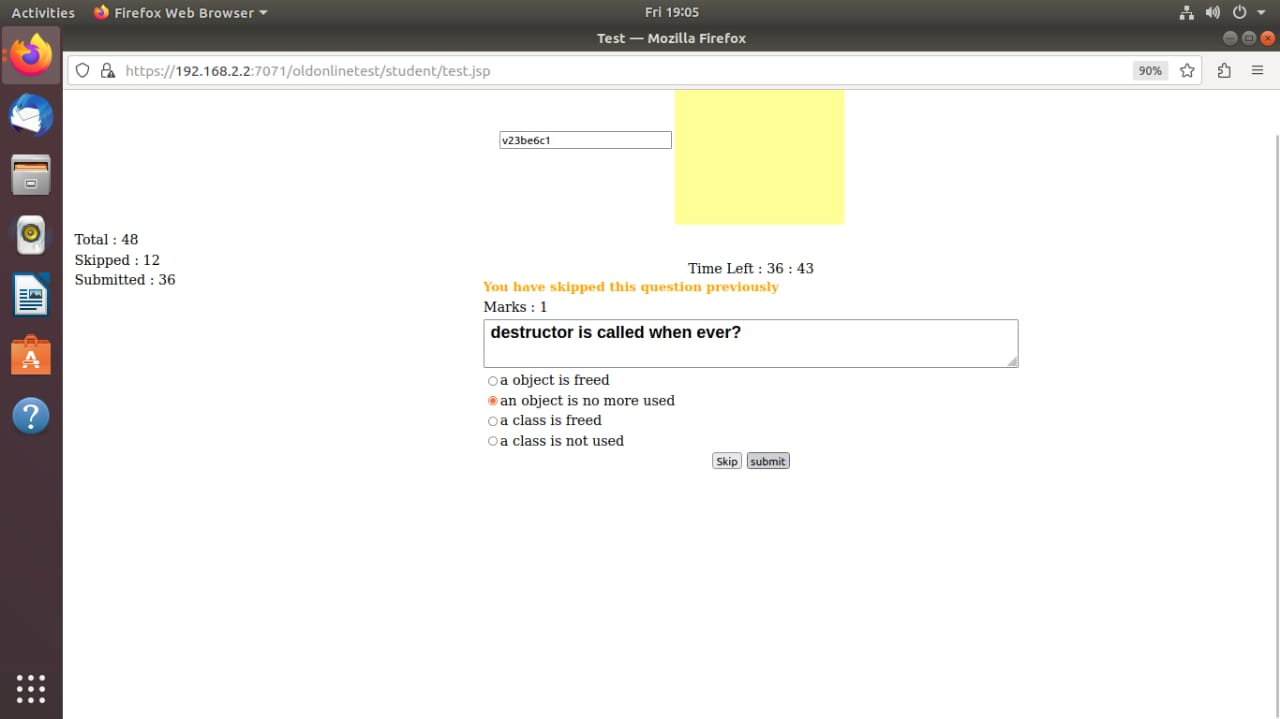 Activities Firefox Web Browser Fri 19:05
Test — Mozilla Firefox
https://192.168.2.2:7071/oldonlinetest/student/test.jsp 90%
v23be6c1
Total : 48
Skipped : 12
Submitted : 36
Time Left : 36 : 43
You have skipped this question previously
Marks : 1
destructor is called when ever?
a object is freed
an object is no more used
a class is freed
a class is not used
Skip submit